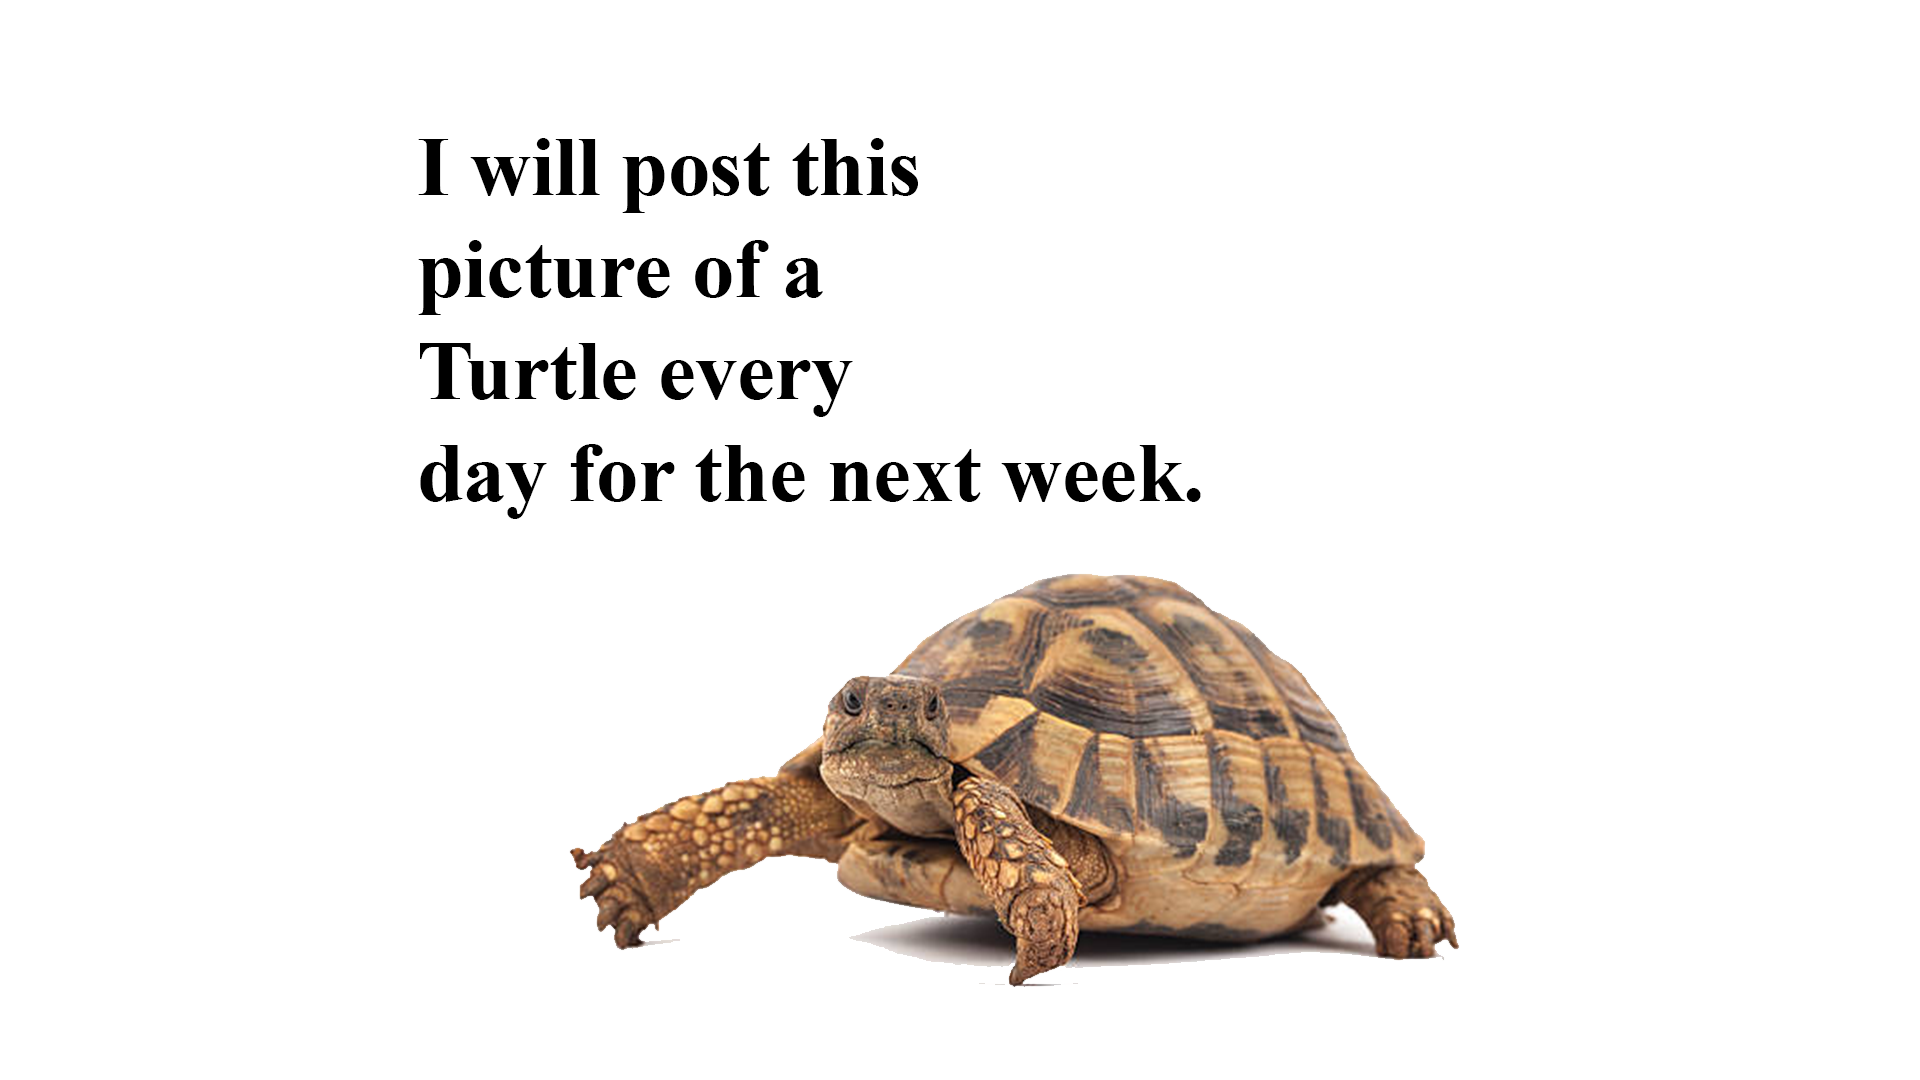 I will post this
picture of a
Turtle every
day for the next week.